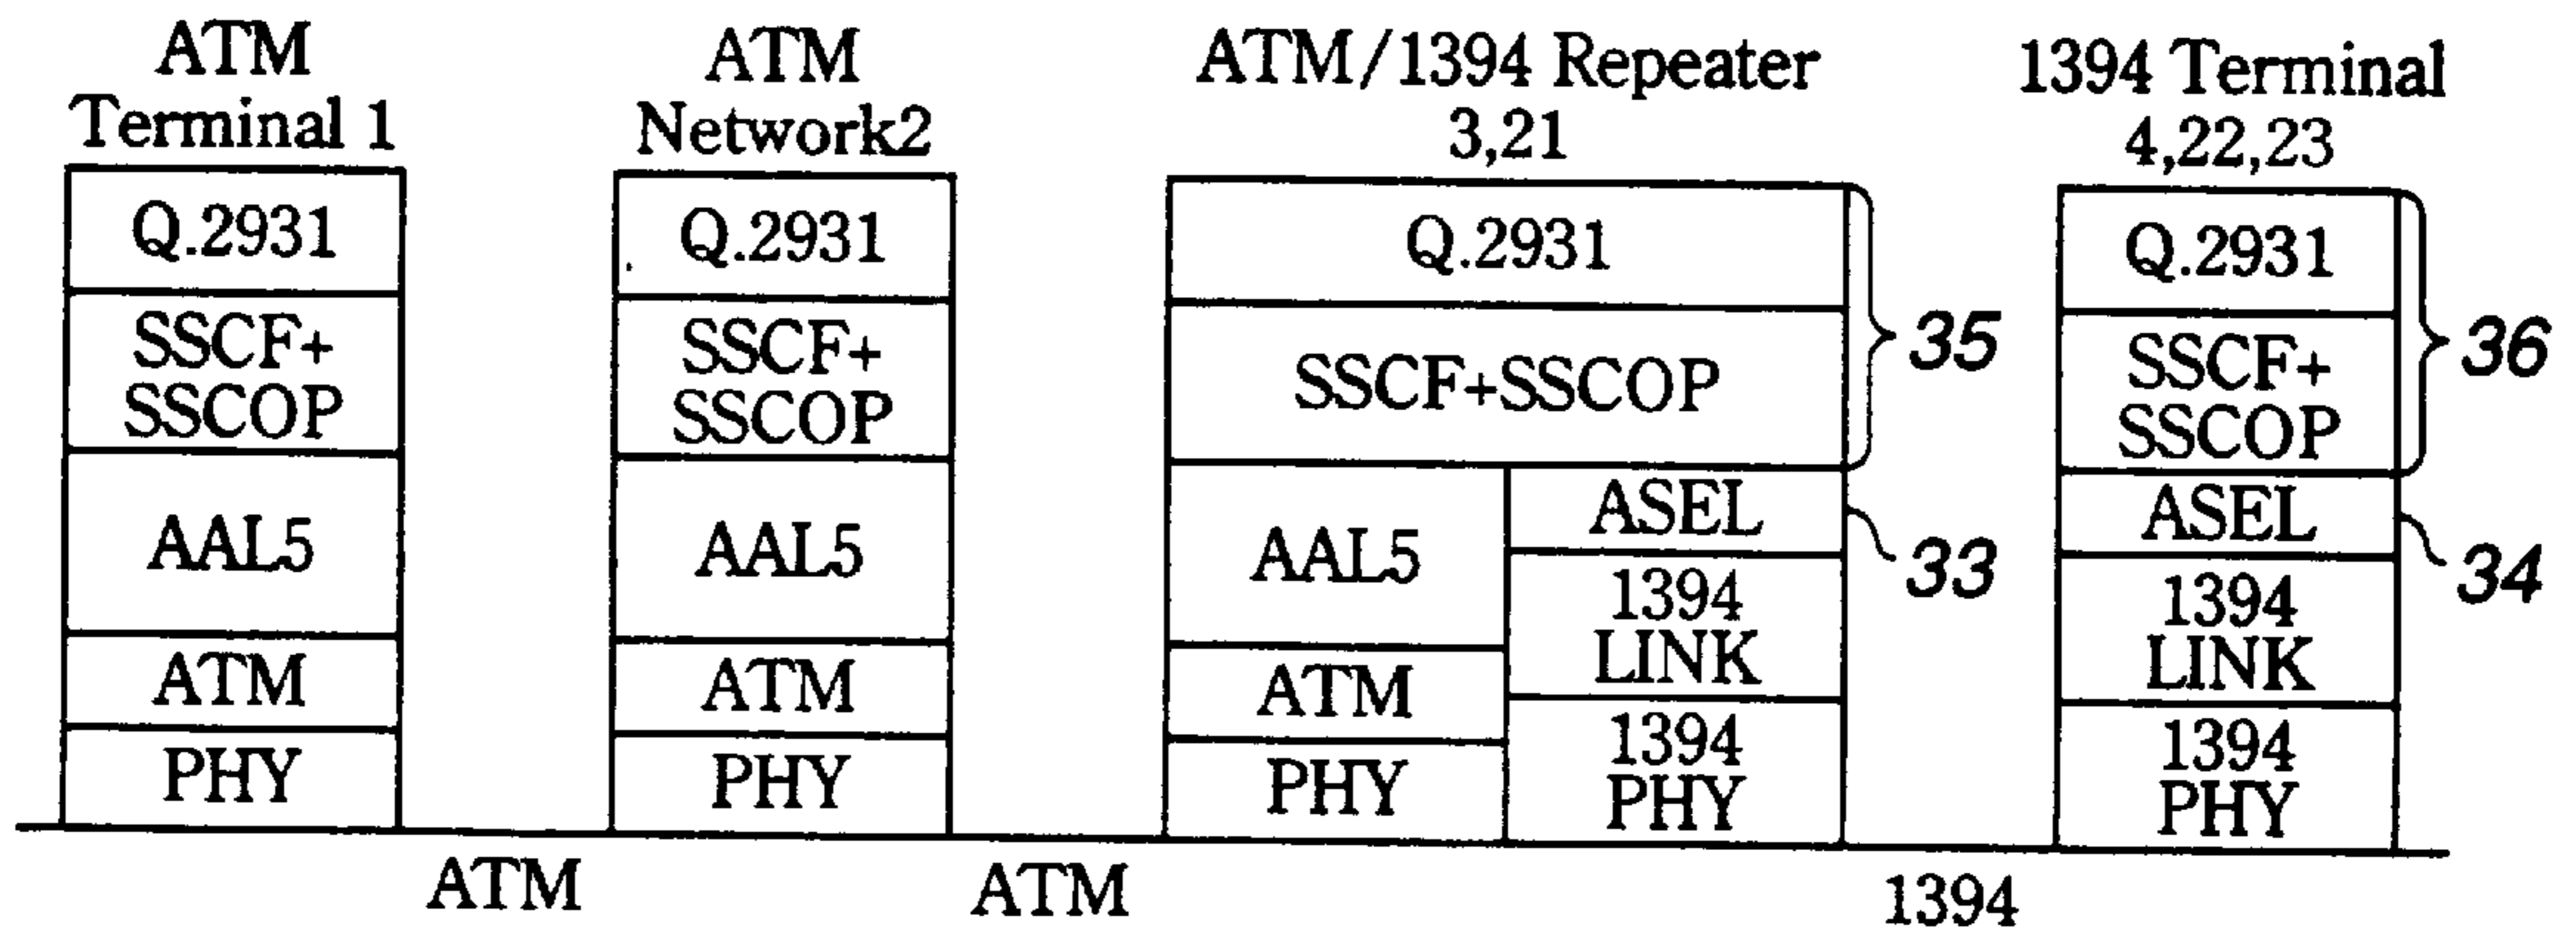 ATM
Terminal 1
Q.2931
SSCF+
SSCOP
AAL5
ATM
PHY
ATM
Network2
Q.2931
SSCF+
SSCOP
AAL5
ATM
PHY
ATM/1394 Repeater
3,21
Q.2931
SSCF+SSCOP
AAL5
ATM
PHY
ASEL
1394
LINK
1394
PHY
35
33
1394 Terminal
4,22,23
Q.2931
SSCF+
SSCOP
ASEL
1394
LINK
1394
PHY
36
34
ATM
ATM
1394